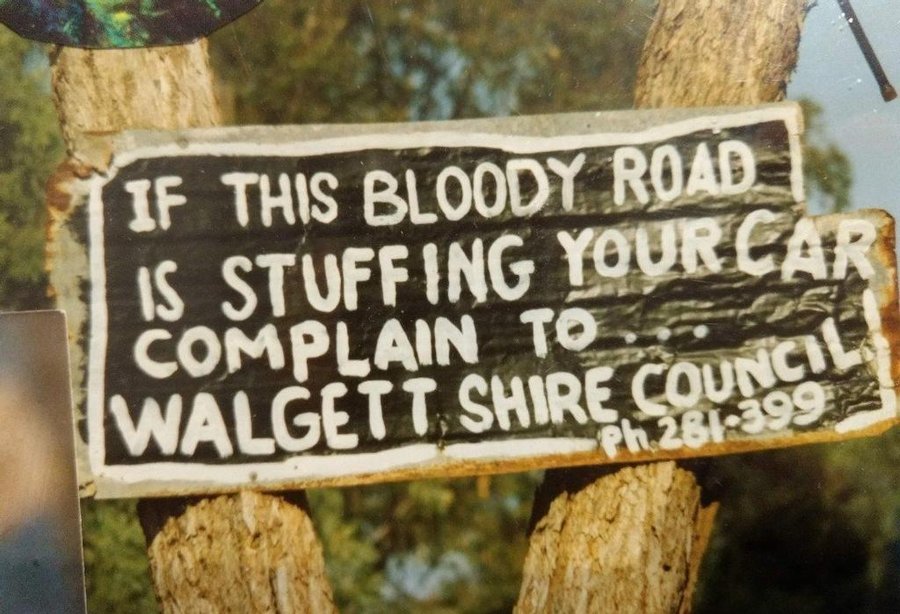 IF THIS BLOODY ROAD
IS STUFFING YOUR CAR
COMPLAIN TO ...
WALGETT SHIRE COUNCIL.
Ph 281-399